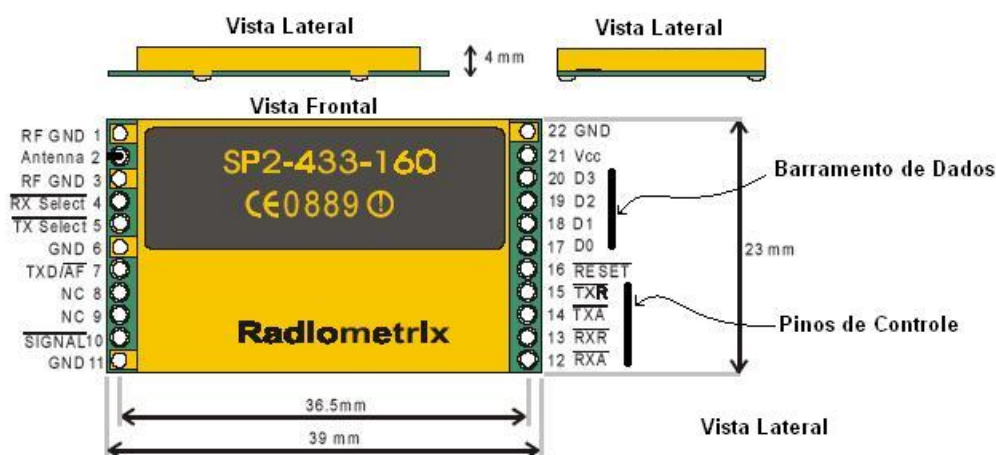 Vista Lateral
Vista Lateral
4 mm
Vista Frontal
RF GND 1
Antenna 2
RF GND 3
RX Select 4
TX Select 5
GND 6
TXD/AF 7
NC 8
NC 9
SIGNAL10
GND 11
SP2-433-160
CE0889
Radiometrix
22 GND
21 Vcc
20 D3
19 D2
18 D1
17 D0
16 RESET
15 TXR
14 TXA
13 RXR
12 RXA
Barramento de Dados
23 mm
Pinos de Controle
36.5mm
39 mm
Vista Lateral